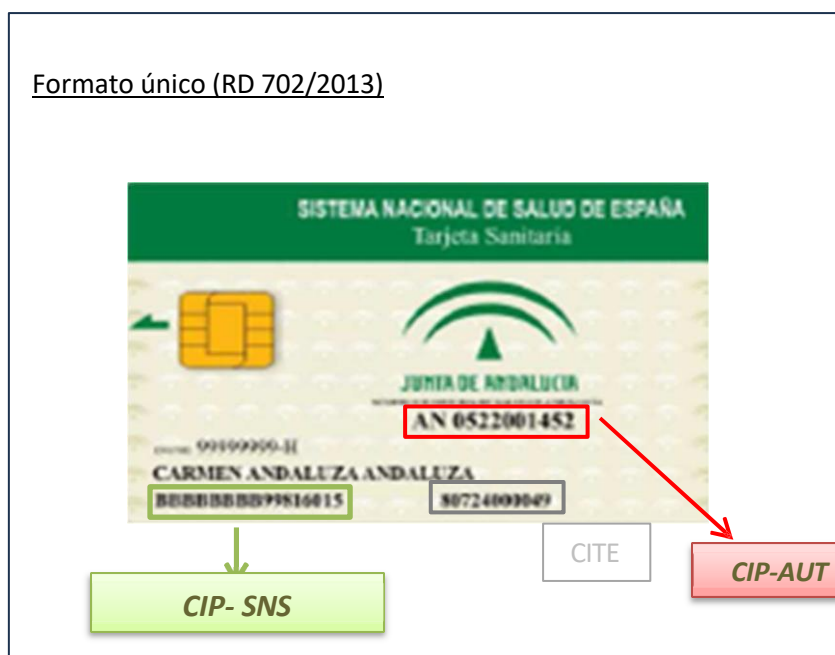 Formato único (RD 702/2013)
SISTEMA NACIONAL DE SALUD DE ESPAÑA
Tarjeta Sanitaria
JUNTA DE ANDALUCIA
AN 0522001452
99999999-H
CARMEN ANDALUZA ANDALUZA
BBBBBBBB99816015
80724000049
CITE
CIP-AUT
CIP- SNS